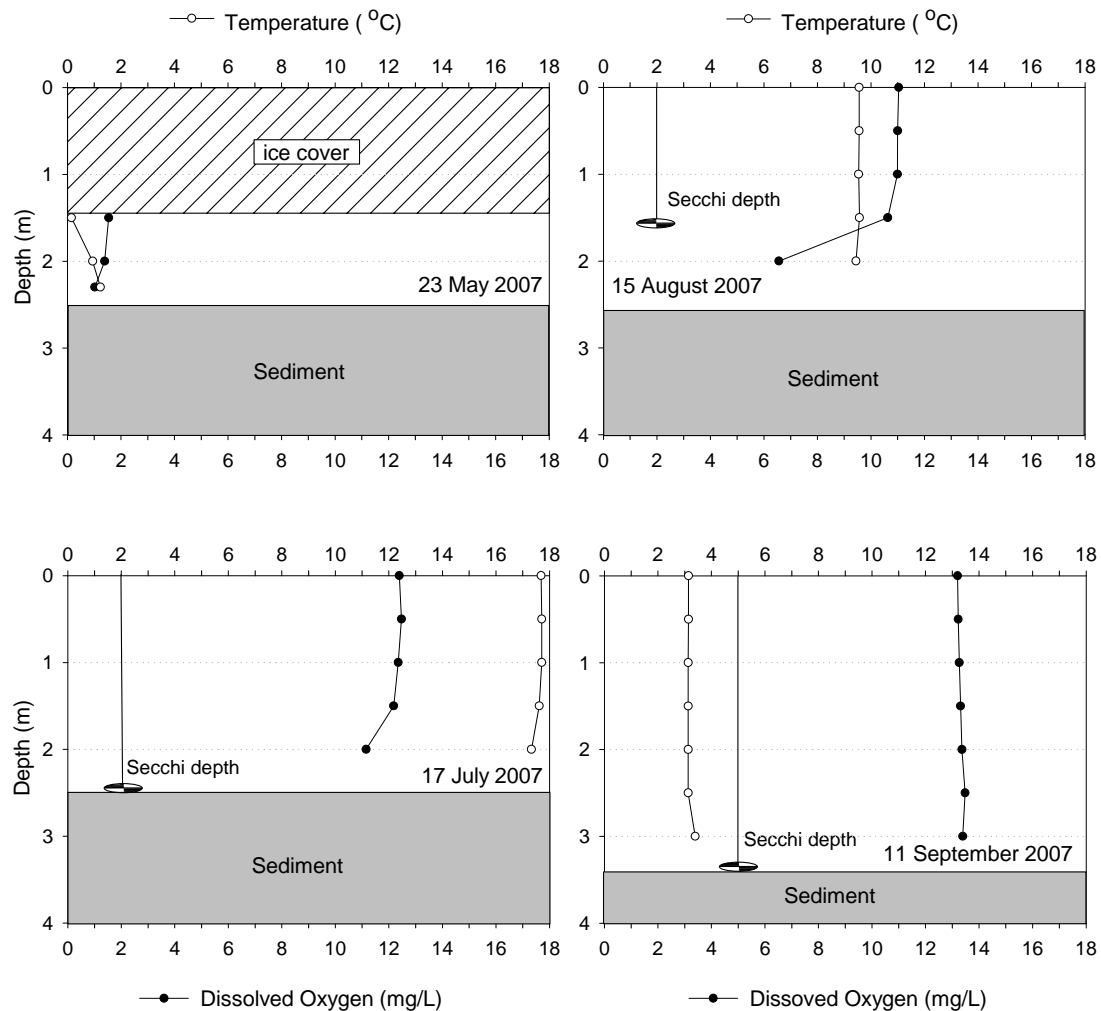 Temperature ( °C)
Temperature ( °C)
0 2 4 6 8 10 12 14 16 18
0 2 4 6 8 10 12 14 16 18
0
1
2
3
4
Depth (m)
ice cover
23 May 2007
Sediment
0 2 4 6 8 10 12 14 16 18
0
1
2
3
4
Secchi depth
15 August 2007
Sediment
0 2 4 6 8 10 12 14 16 18
0 2 4 6 8 10 12 14 16 18
0 2 4 6 8 10 12 14 16 18
0
1
2
3
4
Depth (m)
Secchi depth
17 July 2007
Sediment
0 2 4 6 8 10 12 14 16 18
0
1
2
3
4
Secchi depth
11 September 2007
Sediment
0 2 4 6 8 10 12 14 16 18
Dissolved Oxygen (mg/L)
Dissoved Oxygen (mg/L)